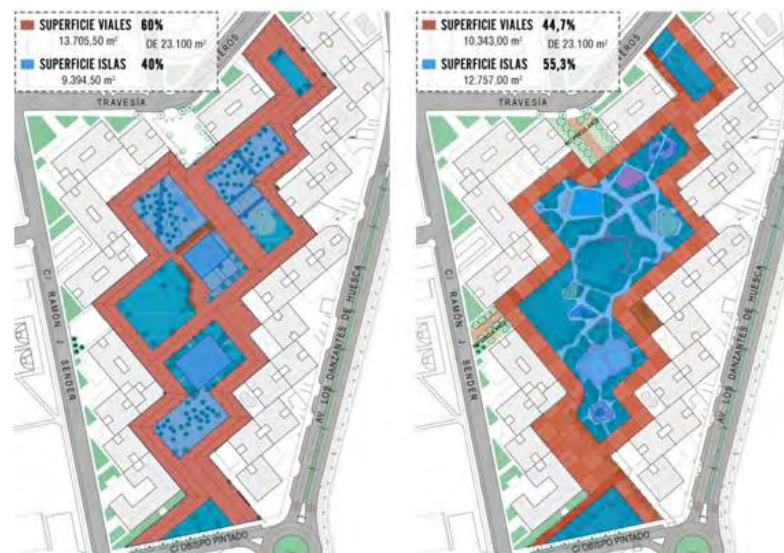 SUPERFICIE VIALES 60%
13.705,50 m² DE 23.100 m²
SUPERFICIE ISLAS 40%
9.394,50 m²
TRAVESÍA
C/ RAMÓN J. SENDER
AV. LOS DANZANTES DE HUESCA
C/ OBISPO PINTADO
SUPERFICIE VIALES 44,7%
10.343,00 m² DE 23.100 m²
SUPERFICIE ISLAS 55,3%
12.757,00 m²
TRAVESÍA
C/ RAMÓN J. SENDER
AV. LOS DANZANTES DE HUESCA
C/ OBISPO PINTADO